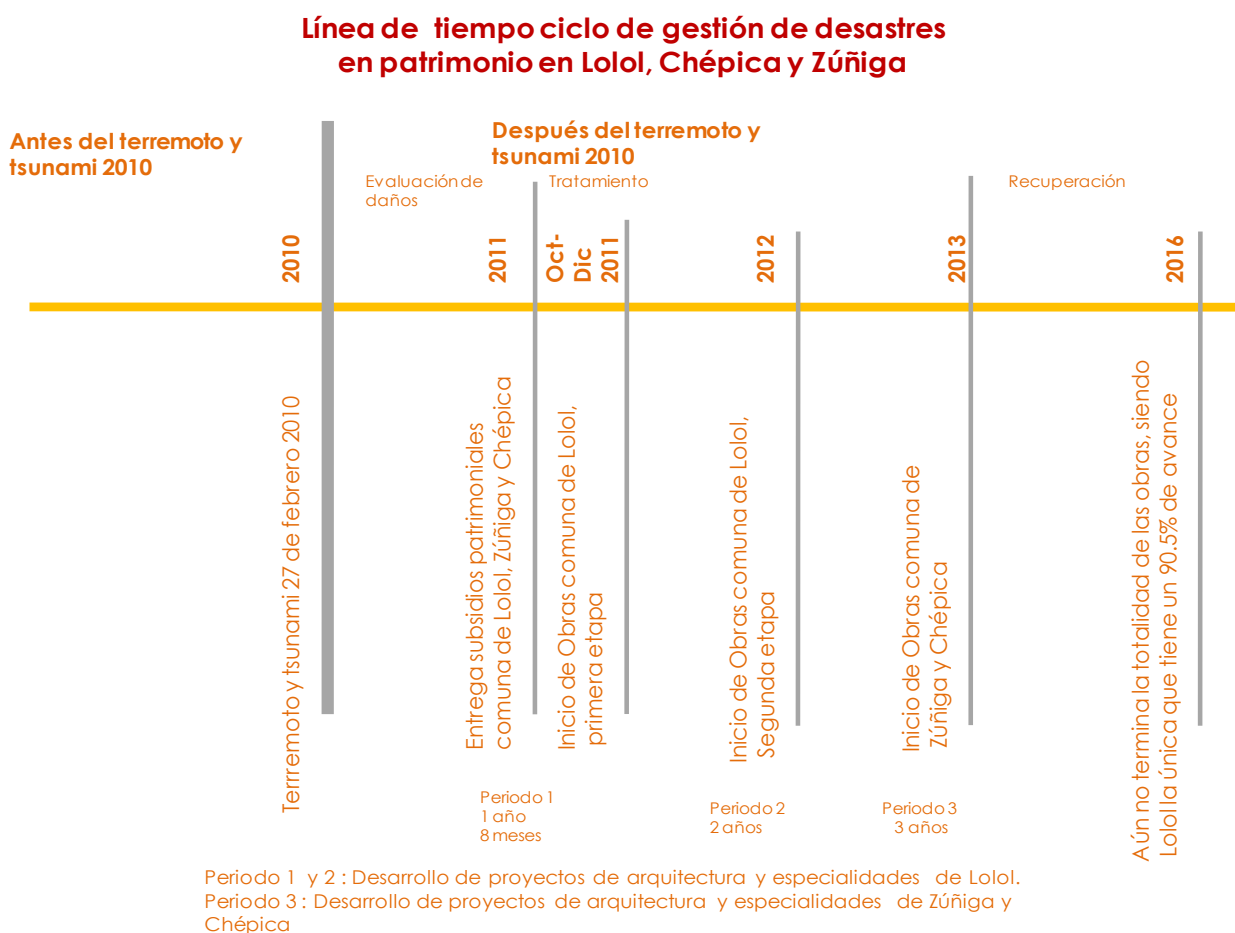 Línea de tiempo ciclo de gestión de desastres
en patrimonio en Lolol, Chépica y Zúñiga
Antes del terremoto y
tsunami 2010
Después del terremoto y
tsunami 2010
Evaluación de
daños
Tratamiento
Recuperación
2010
2011
Oct-
Dic
2011
2012
2013
2016
Terrremoto y tsunami 27 de febrero 2010
Entrega subsidios patrimoniales
comuna de Lolol, Zúñiga y Chépica
Inicio de Obras comuna de Lolol,
primera etapa
Inicio de Obras comuna de Lolol,
Segunda etapa
Inicio de Obras comuna de
Zúñiga y Chépica
Aún no termina la totalidad de las obras, siendo
Lolol la única que tiene un 90.5% de avance
Periodo 1
1 año
8 meses
Periodo 2
2 años
Periodo 3
3 años
Periodo 1 y 2 : Desarrollo de proyectos de arquitectura y especialidades de Lolol.
Periodo 3 : Desarrollo de proyectos de arquitectura y especialidades de Zúñiga y
Chépica